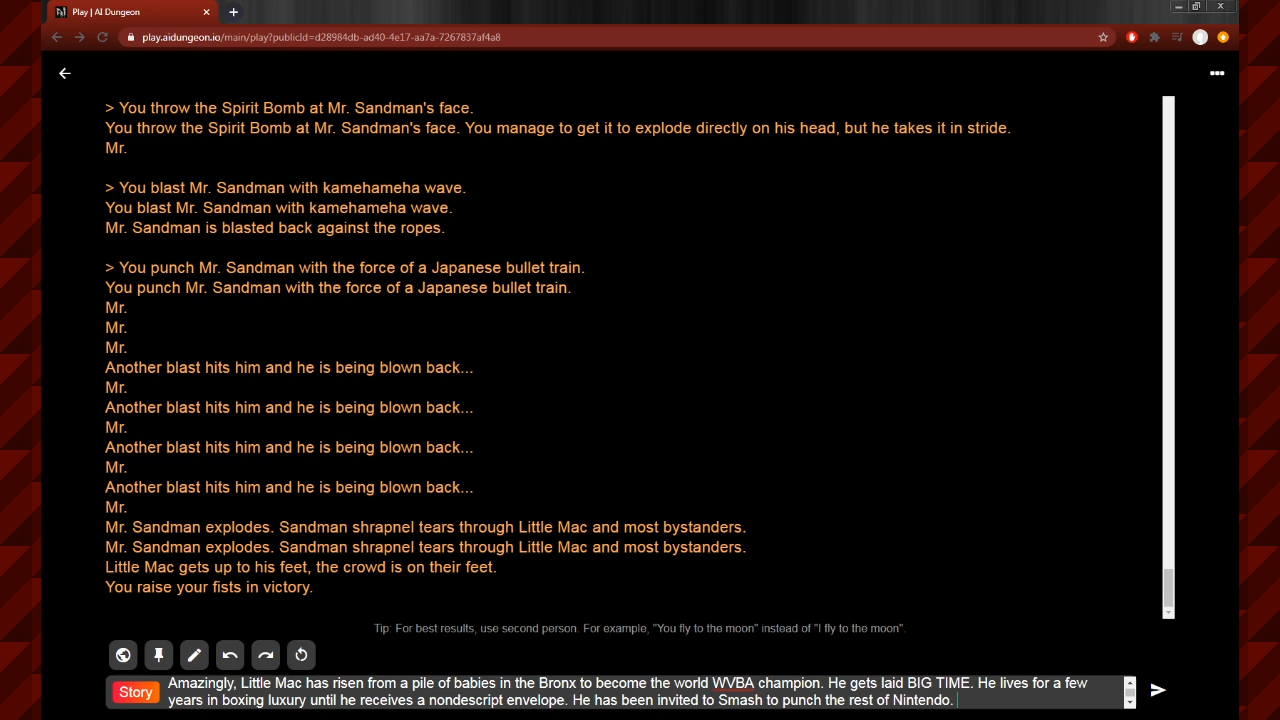 Play | AI Dungeon
play.aidungeon.io/main/play?publicId=d28984db-ad40-4e17-aa7a-7267837af4a8
> You throw the Spirit Bomb at Mr. Sandman's face.
You throw the Spirit Bomb at Mr. Sandman's face. You manage to get it to explode directly on his head, but he takes it in stride.
Mr.
> You blast Mr. Sandman with kamehameha wave.
You blast Mr. Sandman with kamehameha wave.
Mr. Sandman is blasted back against the ropes.
> You punch Mr. Sandman with the force of a Japanese bullet train.
You punch Mr. Sandman with the force of a Japanese bullet train.
Mr.
Mr.
Mr.
Another blast hits him and he is being blown back...
Mr.
Another blast hits him and he is being blown back...
Mr.
Another blast hits him and he is being blown back...
Mr.
Another blast hits him and he is being blown back...
Mr.
Mr. Sandman explodes. Sandman shrapnel tears through Little Mac and most bystanders.
Mr. Sandman explodes. Sandman shrapnel tears through Little Mac and most bystanders.
Little Mac gets up to his feet, the crowd is on their feet.
You raise your fists in victory.
Tip: For best results, use second person. For example, "You fly to the moon" instead of "I fly to the moon".
Story
Amazingly, Little Mac has risen from a pile of babies in the Bronx to become the world WVBA champion. He gets laid BIG TIME. He lives for a few
years in boxing luxury until he receives a nondescript envelope. He has been invited to Smash to punch the rest of Nintendo.